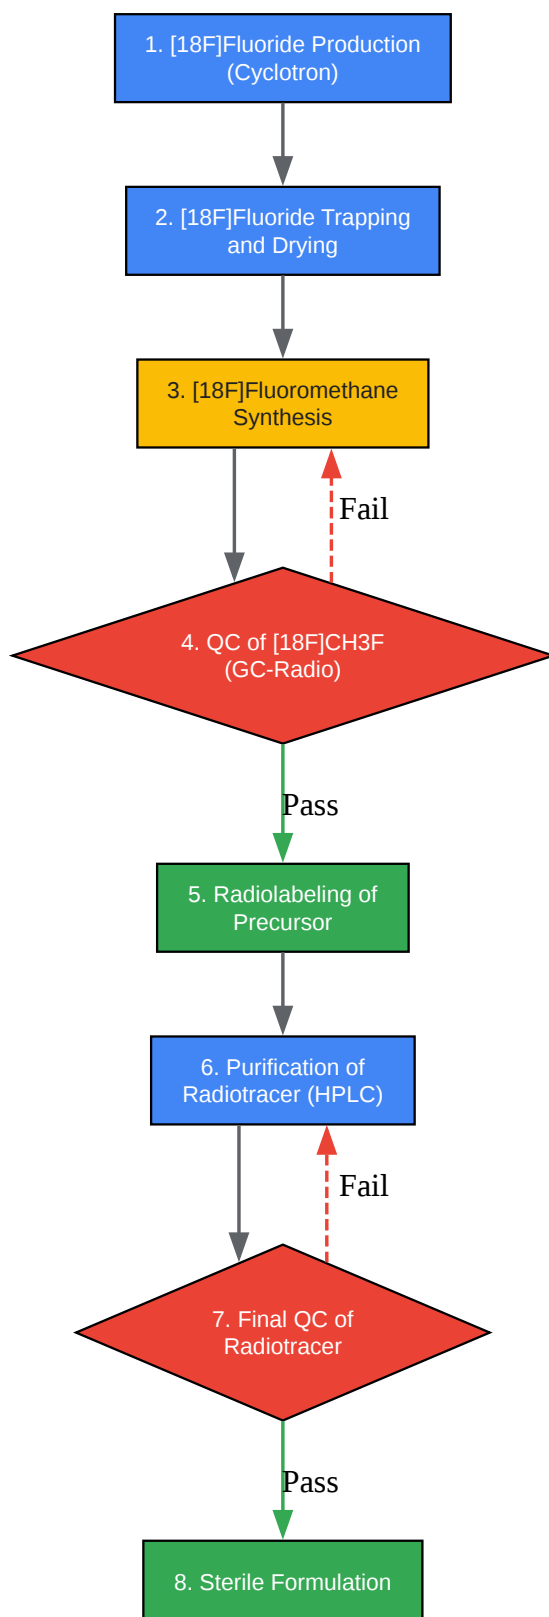 1. [18F]Fluoride Production
(Cyclotron)
2. [18F]Fluoride Trapping
and Drying
3. [18F]Fluoromethane
Synthesis
Fail
4. QC of [18F]CH3F
(GC-Radio)
Pass
5. Radiolabeling of
Precursor
6. Purification of
Radiotracer (HPLC)
Fail
7. Final QC of
Radiotracer
Pass
8. Sterile Formulation